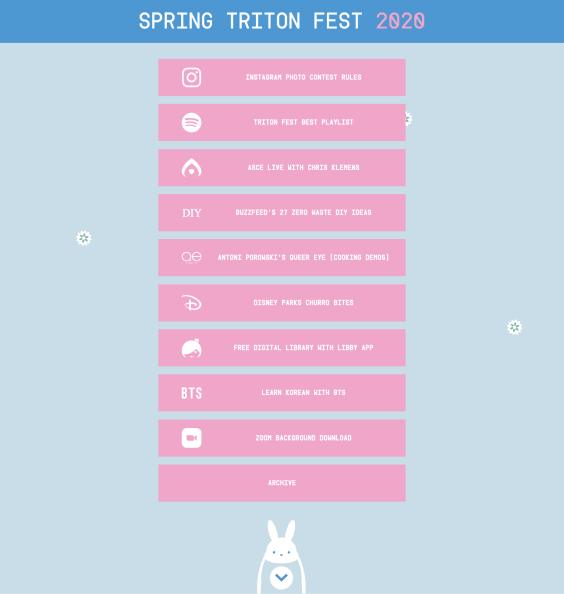 SPRING TRITON FEST 2020
INSTAGRAM PHOTO CONTEST RULES
TRITON FEST BEST PLAYLIST
ASCE LIVE WITH CHRIS KLEMENS
DIY BUZZFEED'S 27 ZERO WASTE DIY IDEAS
QE ANTONI POROWSKI'S QUEER EYE (COOKING DEMOS)
DISNEY PARKS CHURRO BITES
FREE DIGITAL LIBRARY WITH LIBBY APP
BTS LEARN KOREAN WITH BTS
ZOOM BACKGROUND DOWNLOAD
ARCHIVE